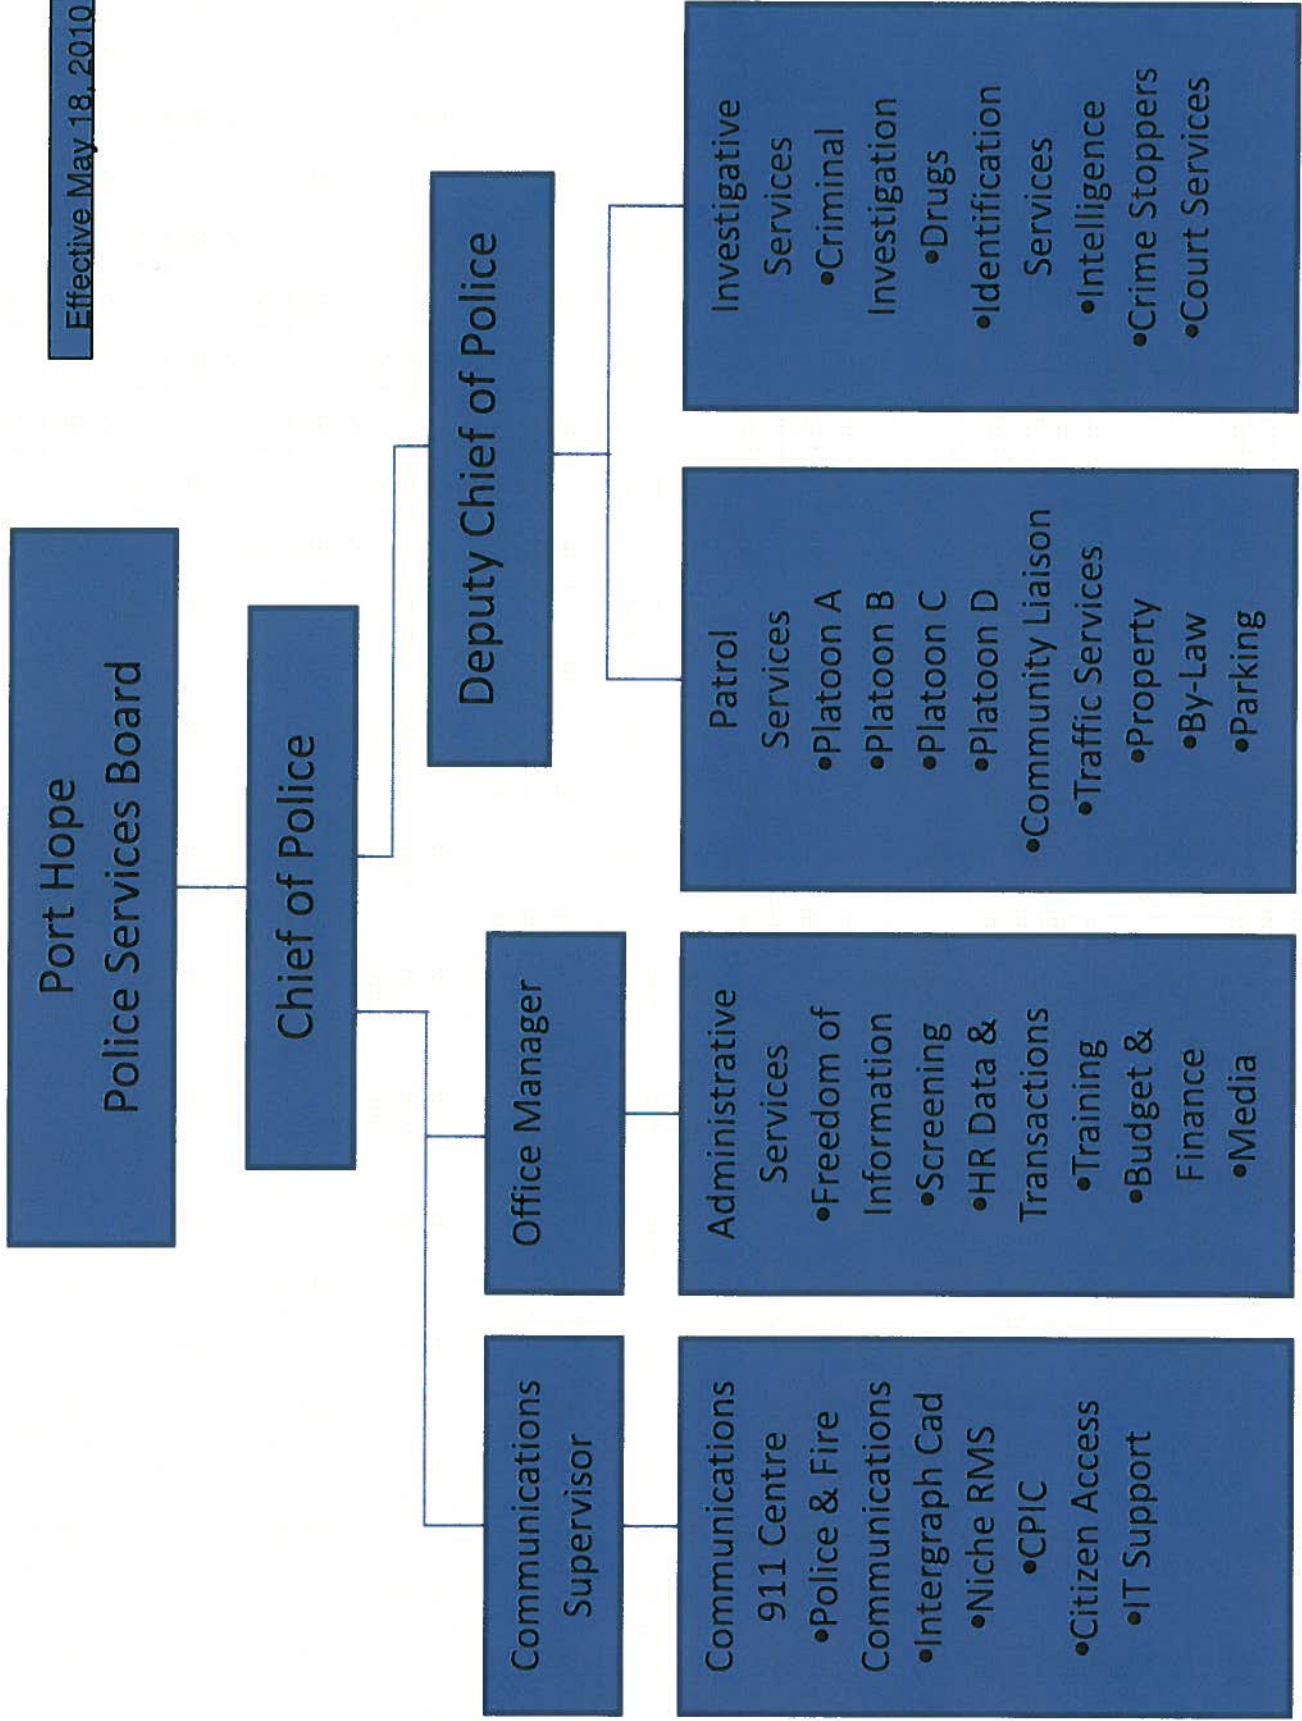 Effective May 18, 2010
Port Hope
Police Services Board
Chief of Police
Deputy Chief of Police
Communications
Supervisor
Office Manager
Communications
911 Centre
•Police & Fire
Communications
•Intergraph Cad
•Niche RMS
•CPIC
•Citizen Access
•IT Support
Administrative
Services
•Freedom of
Information
•Screening
•HR Data &
Transactions
•Training
•Budget &
Finance
•Media
Patrol
Services
•Platoon A
•Platoon B
•Platoon C
•Platoon D
•Community Liaison
•Traffic Services
•Property
•By-Law
•Parking
Investigative
Services
•Criminal
Investigation
•Drugs
•Identification
Services
•Intelligence
•Crime Stoppers
•Court Services